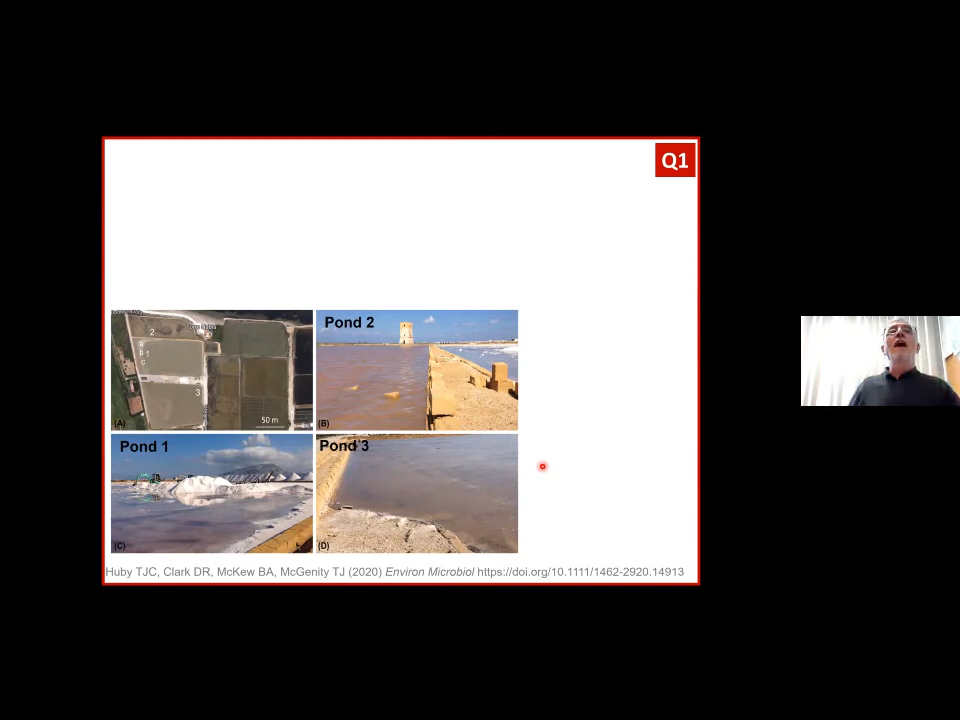 Q1
2
a
b 1
c
3
50 m
(A)
Pond 2
(B)
Pond 1
(C)
Pond 3
(D)
Huby TJC, Clark DR, McKew BA, McGenity TJ (2020) Environ Microbiol https://doi.org/10.1111/1462-2920.14913